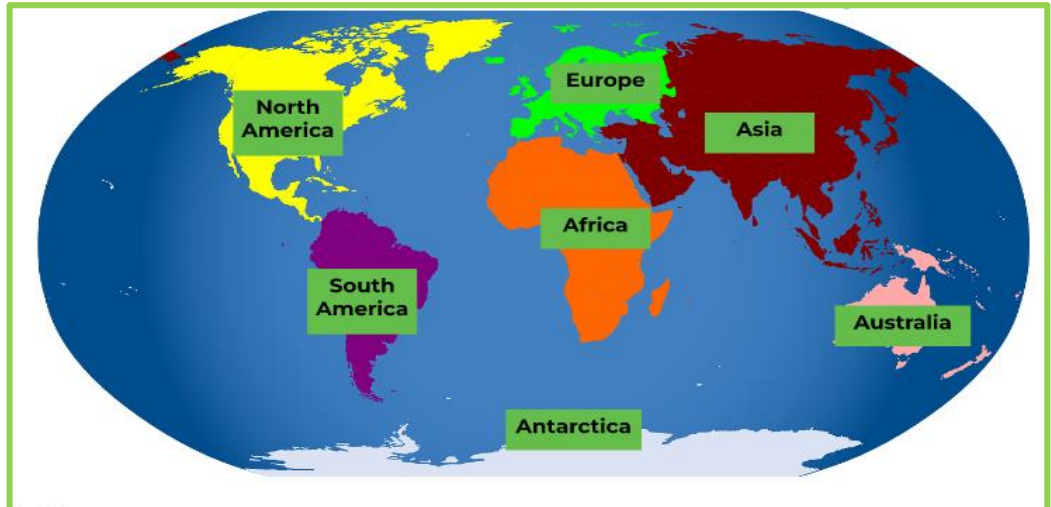 Europe
North
America
Asia
Africa
South
America
Australia
Antarctica